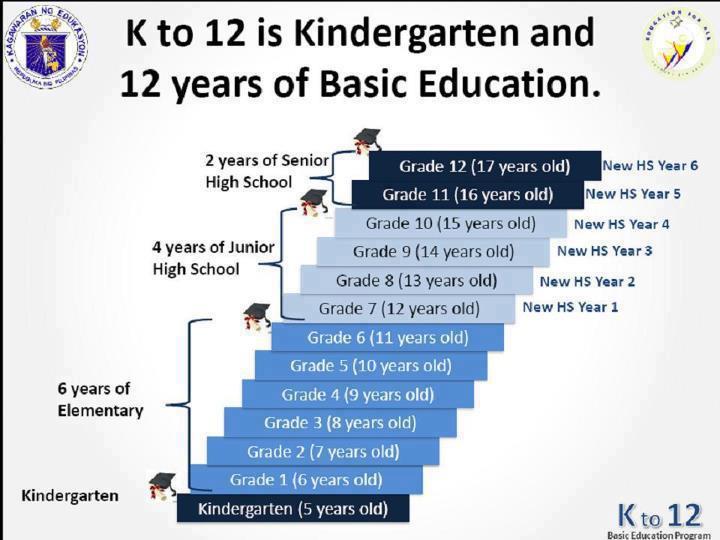 K to 12 is Kindergarten and
12 years of Basic Education.
KAGAWARAN NG EDUKASYON
REPUBLIKA NG PILIPINAS
EDUCATION FOR ALL
2 years of Senior
High School
Grade 12 (17 years old) New HS Year 6
Grade 11 (16 years old) New HS Year 5
4 years of Junior
High School
Grade 10 (15 years old) New HS Year 4
Grade 9 (14 years old) New HS Year 3
Grade 8 (13 years old) New HS Year 2
Grade 7 (12 years old) New HS Year 1
6 years of
Elementary
Grade 6 (11 years old)
Grade 5 (10 years old)
Grade 4 (9 years old)
Grade 3 (8 years old)
Grade 2 (7 years old)
Grade 1 (6 years old)
Kindergarten
Kindergarten (5 years old)
K to 12
Basic Education Program